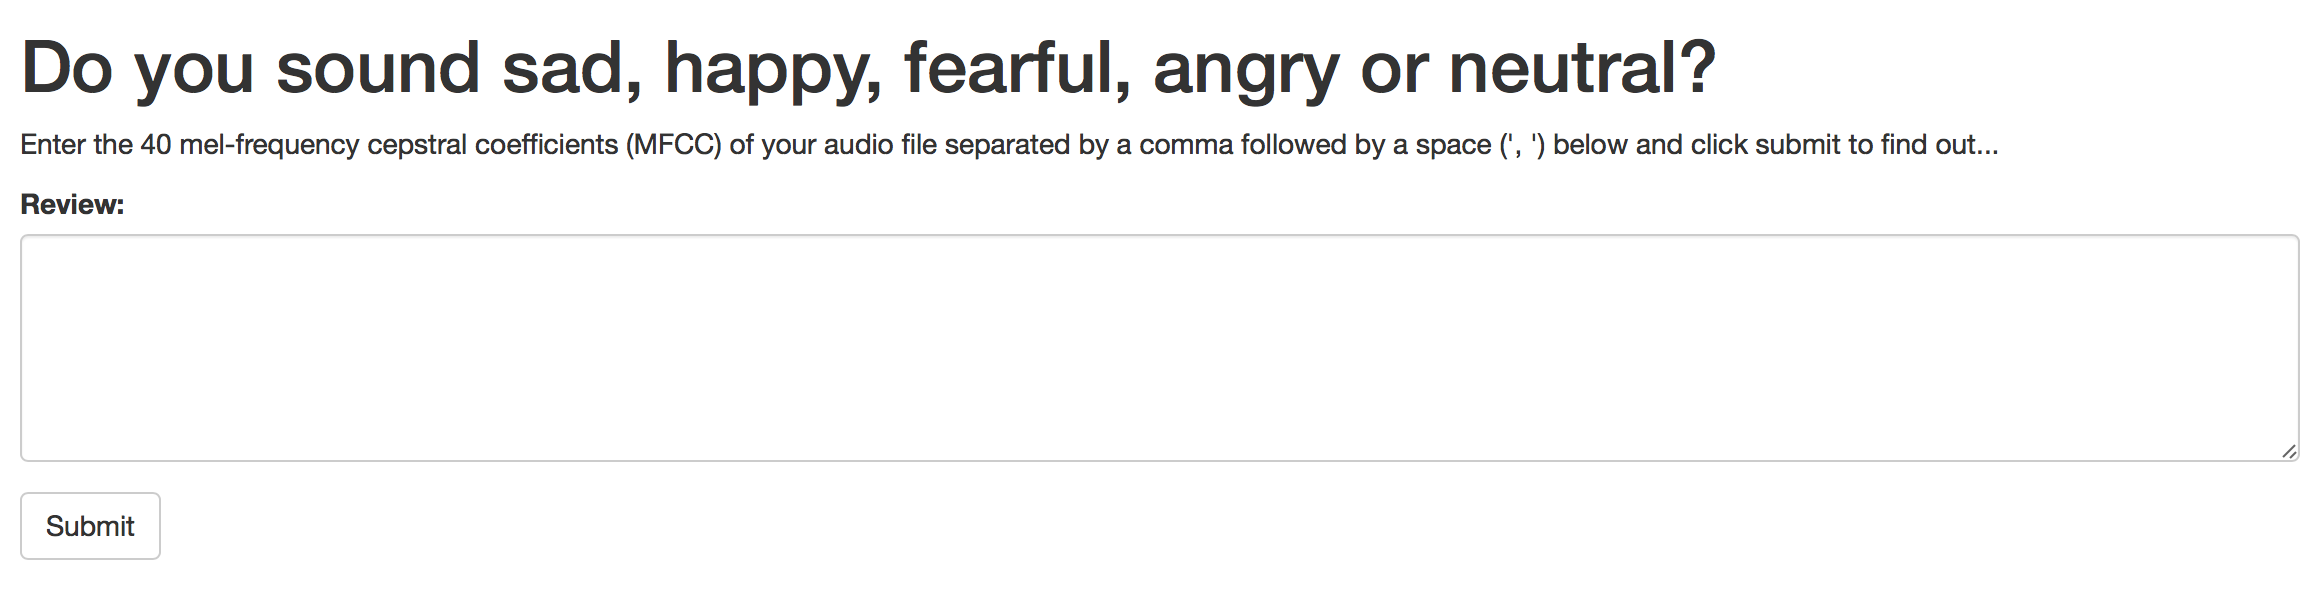 Do you sound sad, happy, fearful, angry or neutral?
Enter the 40 mel-frequency cepstral coefficients (MFCC) of your audio file separated by a comma followed by a space (', ') below and click submit to find out...
Review:
Submit